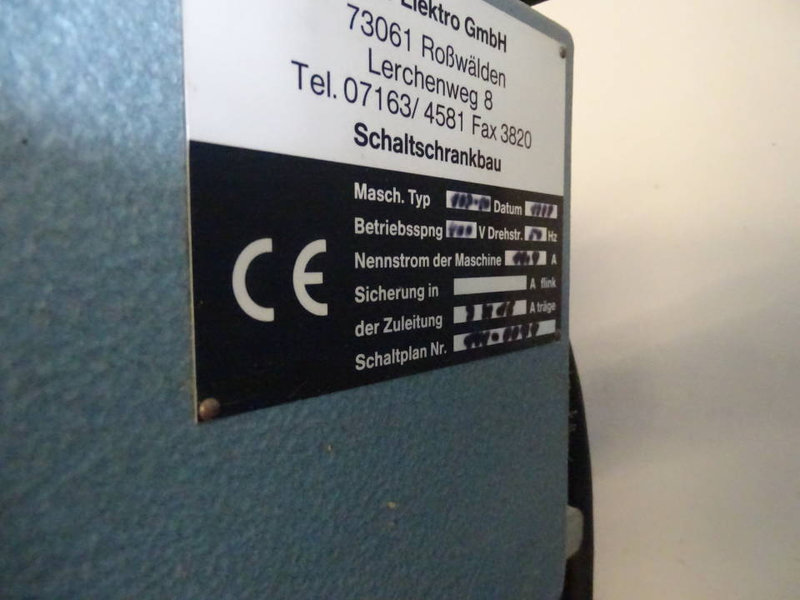 Elektro GmbH
73061 Roßwälden
Lerchenweg 8
Tel. 07163/ 4581 Fax 3820
Schaltschrankbau
CE
Masch. Typ Datum
Betriebsspng V Drehstr. Hz
Nennstrom der Maschine A
Sicherung in A flink
der Zuleitung A träge
Schaltplan Nr.